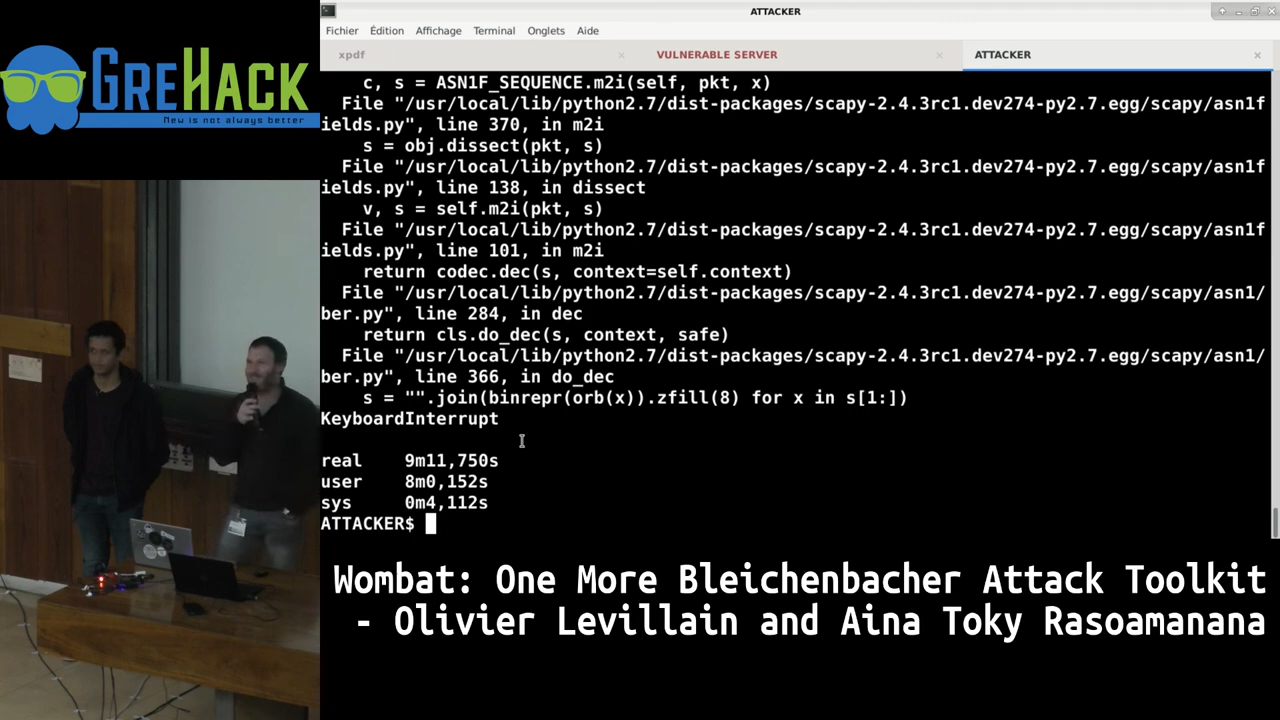 GREHACK
New is not always better
ATTACKER
Fichier Édition Affichage Terminal Onglets Aide
xpdf × VULNERABLE SERVER × ATTACKER ×
c, s = ASN1F_SEQUENCE.m2i(self, pkt, x)
File "/usr/local/lib/python2.7/dist-packages/scapy-2.4.3rc1.dev274-py2.7.egg/scapy/asn1f
ields.py", line 370, in m2i
s = obj.dissect(pkt, s)
File "/usr/local/lib/python2.7/dist-packages/scapy-2.4.3rc1.dev274-py2.7.egg/scapy/asn1f
ields.py", line 138, in dissect
v, s = self.m2i(pkt, s)
File "/usr/local/lib/python2.7/dist-packages/scapy-2.4.3rc1.dev274-py2.7.egg/scapy/asn1f
ields.py", line 101, in m2i
return codec.dec(s, context=self.context)
File "/usr/local/lib/python2.7/dist-packages/scapy-2.4.3rc1.dev274-py2.7.egg/scapy/asn1/
ber.py", line 284, in dec
return cls.do_dec(s, context, safe)
File "/usr/local/lib/python2.7/dist-packages/scapy-2.4.3rc1.dev274-py2.7.egg/scapy/asn1/
ber.py", line 366, in do_dec
s = "".join(binrepr(orb(x)).zfill(8) for x in s[1:])
KeyboardInterrupt
real 9m11,750s
user 8m0,152s
sys 0m4,112s
ATTACKER$
Wombat: One More Bleichenbacher Attack Toolkit
- Olivier Levillain and Aina Toky Rasoamanana